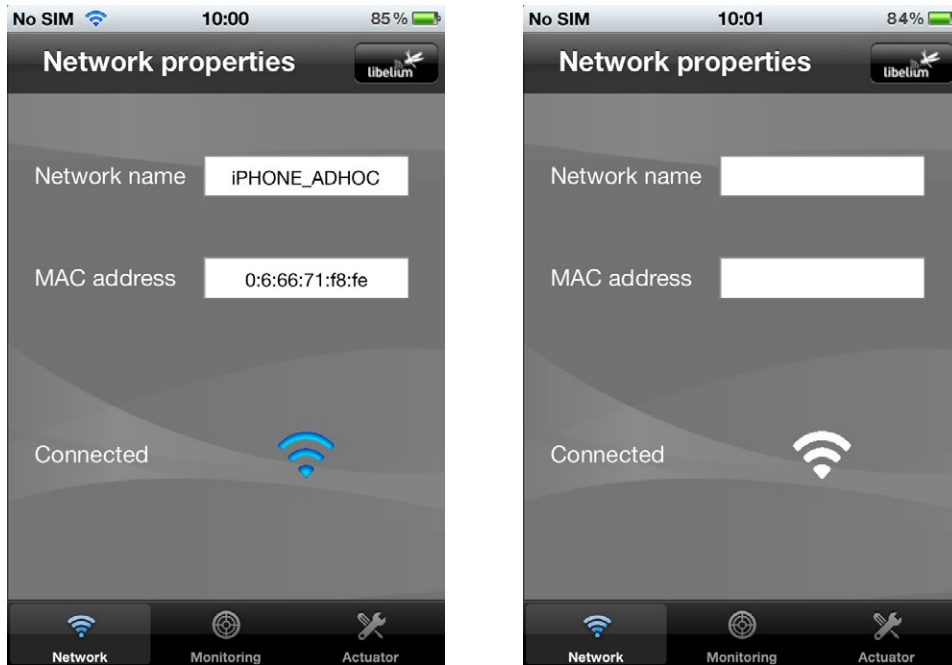 No SIM 10:00 85%
Network properties
libelium
Network name iPHONE_ADHOC
MAC address 0:6:66:71:f8:fe
Connected
Network Monitoring Actuator
No SIM 10:01 84%
Network properties
libelium
Network name
MAC address
Connected
Network Monitoring Actuator